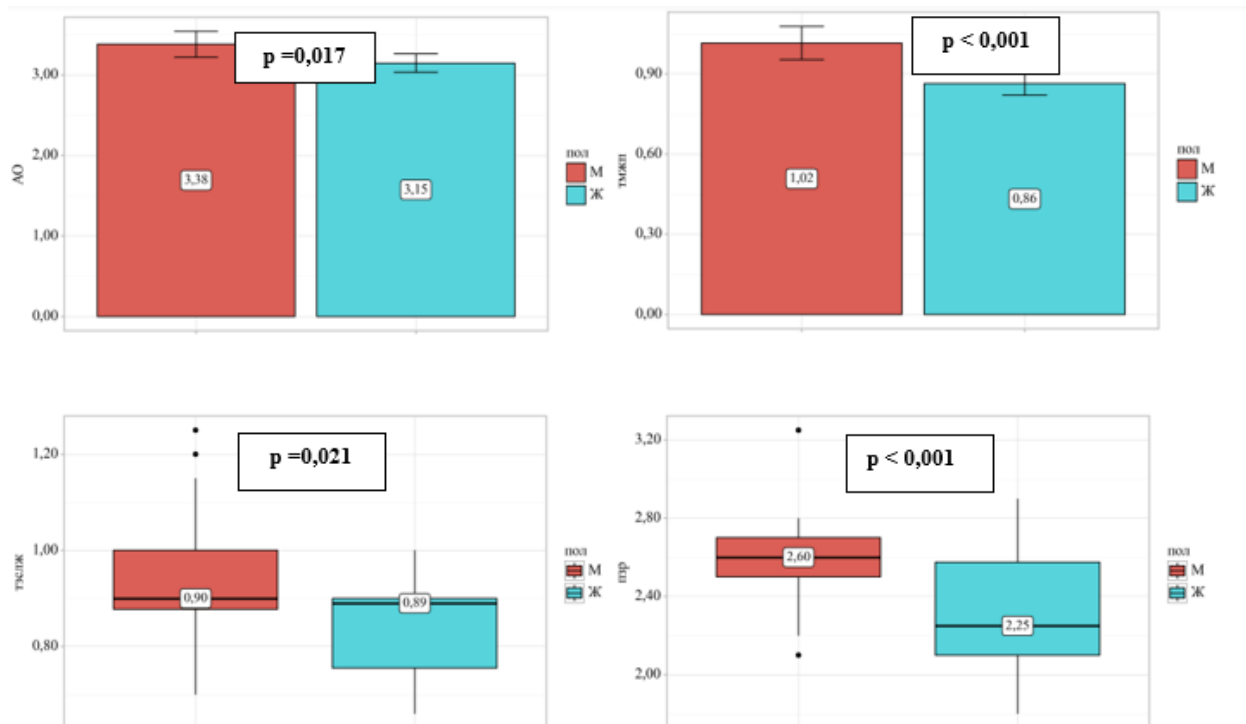 p =0,017
3,00
2,00
1,00
0,00
АО
3,38
3,15
пол
М
Ж
p < 0,001
0,90
0,60
0,30
0,00
тмжп
1,02
0,86
пол
М
Ж
p =0,021
1,20
1,00
0,80
тзслж
0,90
0,89
пол
М
Ж
p < 0,001
3,20
2,80
2,40
2,00
пзр
2,60
2,25
пол
М
Ж